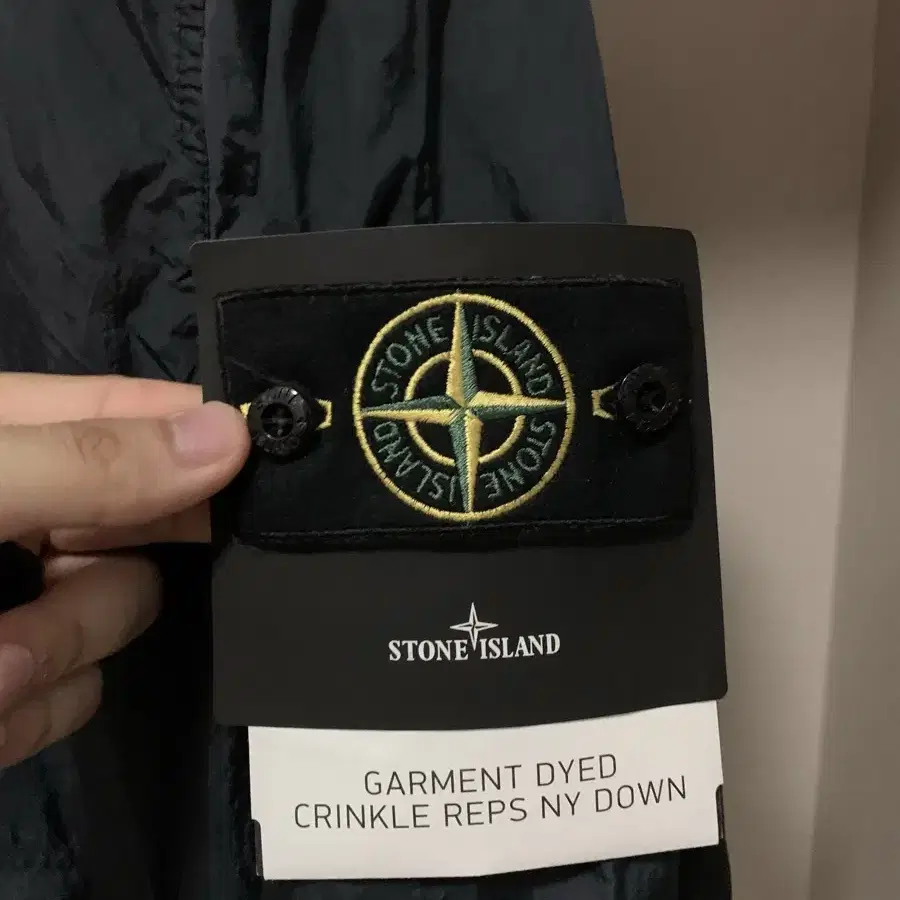 STONE ISLAND
STONE ISLAND
STONE ISLAND
GARMENT DYED
CRINKLE REPS NY DOWN